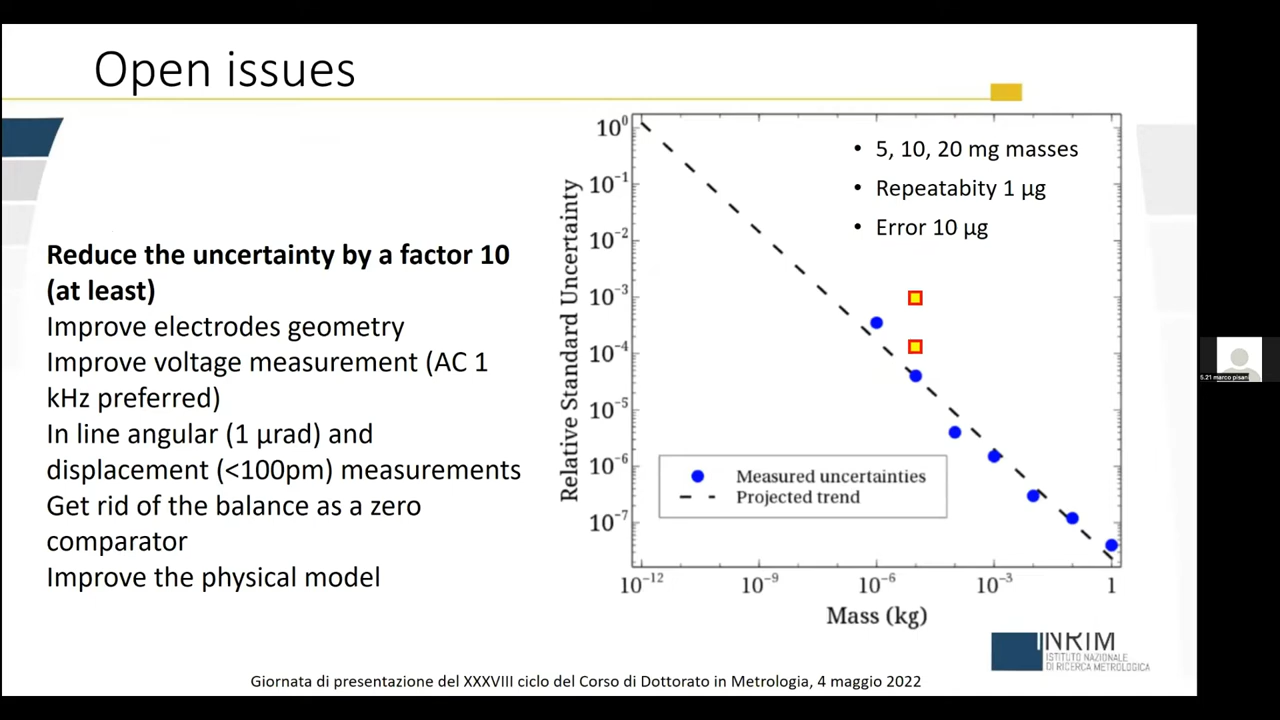 Open issues
Reduce the uncertainty by a factor 10
(at least)
Improve electrodes geometry
Improve voltage measurement (AC 1
kHz preferred)
In line angular (1 μrad) and
displacement (<100pm) measurements
Get rid of the balance as a zero
comparator
Improve the physical model
• 5, 10, 20 mg masses
• Repeatabity 1 μg
• Error 10 μg
Relative Standard Uncertainty
10⁰
10⁻¹
10⁻²
10⁻³
10⁻⁴
10⁻⁵
10⁻⁶
10⁻⁷
Measured uncertainties
Projected trend
10⁻¹² 10⁻⁹ 10⁻⁶ 10⁻³ 1
Mass (kg)
INRIM
ISTITUTO NAZIONALE
DI RICERCA METROLOGICA
Giornata di presentazione del XXXVIII ciclo del Corso di Dottorato in Metrologia, 4 maggio 2022